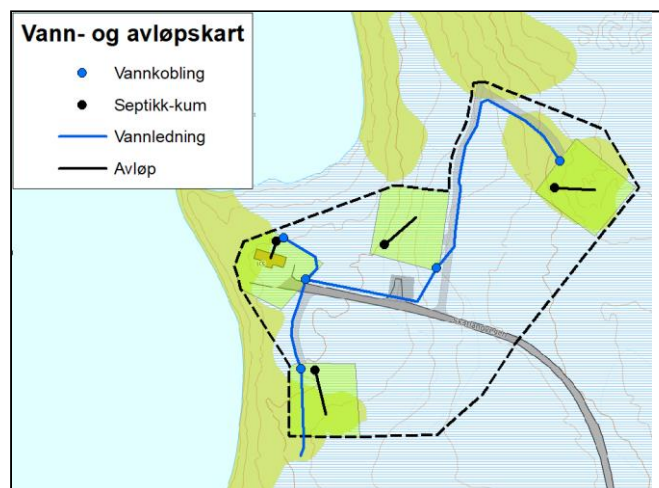 Vann- og avløpskart
Vannkobling
Septikk-kum
Vannledning
Avløp